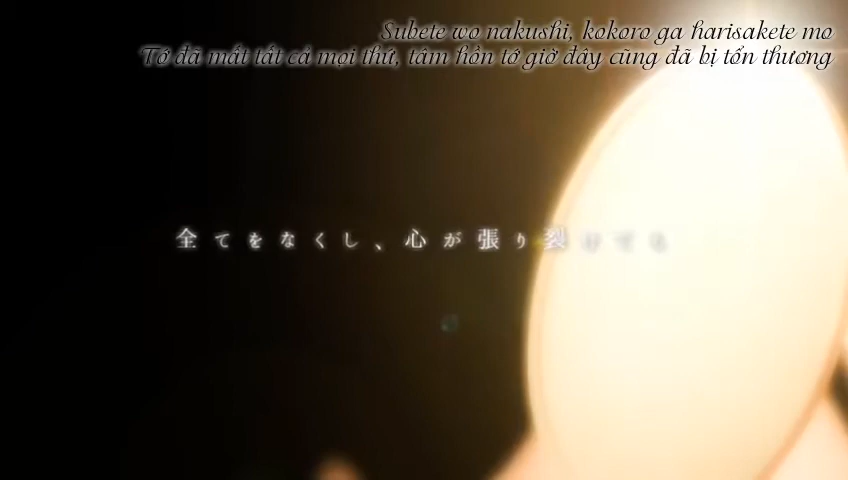 Subete wo nakushi, kokoro ga harisakete mo
Tớ đã mất tất cả mọi thứ, tâm hồn tớ giờ đây cũng đã bị tổn thương
全てをなくし、心が張り裂けても